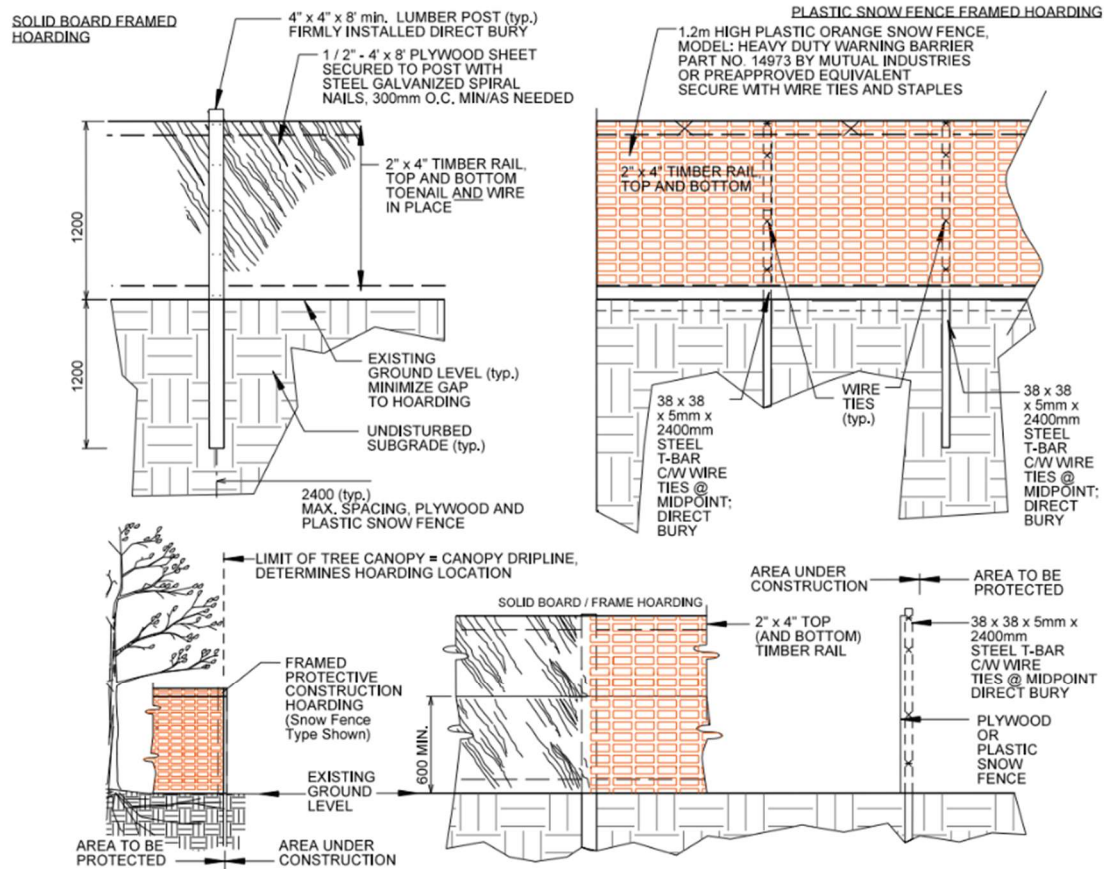 SOLID BOARD FRAMED
HOARDING
4" x 4" x 8' min. LUMBER POST (typ.)
FIRMLY INSTALLED DIRECT BURY
1 / 2" - 4' x 8' PLYWOOD SHEET
SECURED TO POST WITH
STEEL GALVANIZED SPIRAL
NAILS, 300mm O.C. MIN/AS NEEDED
2" x 4" TIMBER RAIL,
TOP AND BOTTOM
TOENAIL AND WIRE
IN PLACE
1200
1200
EXISTING
GROUND LEVEL (typ.)
MINIMIZE GAP
TO HOARDING
UNDISTURBED
SUBGRADE (typ.)
2400 (typ.)
MAX. SPACING, PLYWOOD AND
PLASTIC SNOW FENCE
PLASTIC SNOW FENCE FRAMED HOARDING
1.2m HIGH PLASTIC ORANGE SNOW FENCE,
MODEL: HEAVY DUTY WARNING BARRIER
PART NO. 14973 BY MUTUAL INDUSTRIES
OR PREAPPROVED EQUIVALENT
SECURE WITH WIRE TIES AND STAPLES
2" x 4" TIMBER RAIL,
TOP AND BOTTOM
38 x 38
x 5mm x
2400mm
STEEL
T-BAR
C/W WIRE
TIES @
MIDPOINT;
DIRECT
BURY
WIRE
TIES
(typ.)
38 x 38
x 5mm x
2400mm
STEEL
T-BAR
C/W WIRE
TIES @
MIDPOINT;
DIRECT
BURY
LIMIT OF TREE CANOPY = CANOPY DRIPLINE,
DETERMINES HOARDING LOCATION
FRAMED
PROTECTIVE
CONSTRUCTION
HOARDING
(Snow Fence
Type Shown)
EXISTING
GROUND
LEVEL
AREA TO BE
PROTECTED
AREA UNDER
CONSTRUCTION
SOLID BOARD / FRAME HOARDING
600 MIN.
2" x 4" TOP
(AND BOTTOM)
TIMBER RAIL
AREA UNDER
CONSTRUCTION
AREA TO BE
PROTECTED
38 x 38 x 5mm x
2400mm
STEEL T-BAR
C/W WIRE
TIES @ MIDPOINT
DIRECT BURY
PLYWOOD
OR
PLASTIC
SNOW
FENCE